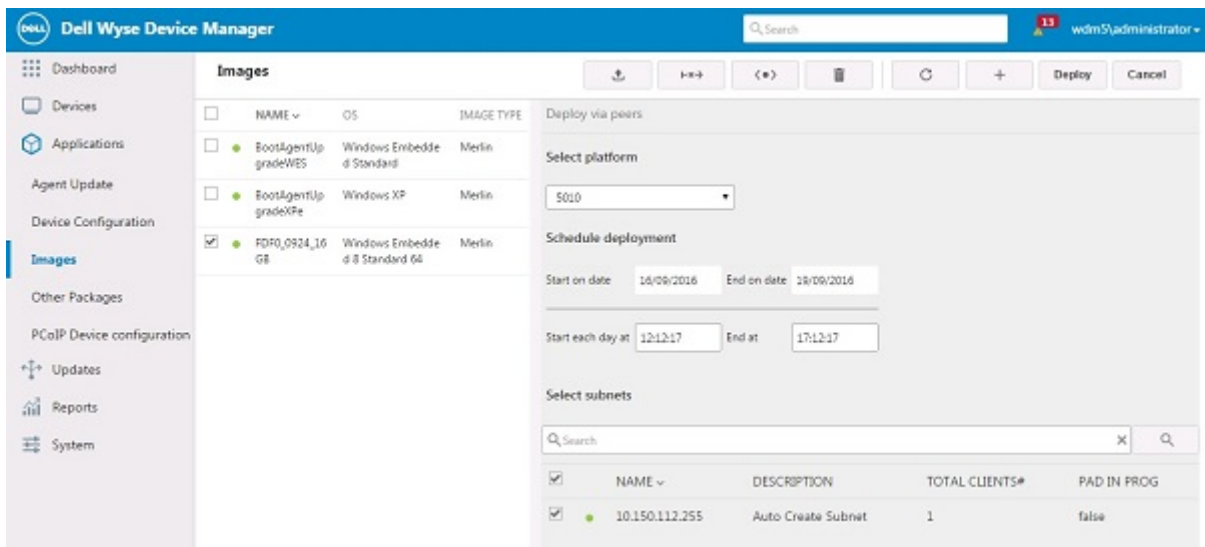 DELL Dell Wyse Device Manager
Search
13
wdm5\administrator
Dashboard
Devices
Applications
Agent Update
Device Configuration
Images
Other Packages
PCoIP Device configuration
Updates
Reports
System
Images
Deploy
Cancel
NAME OS IMAGE TYPE
BootAgentUp Windows Embedde Merlin
gradeWES d Standard
BootAgentUp Windows XP Merlin
gradeXPe
FDF0_0924_16 Windows Embedde Merlin
GB d 8 Standard 64
Deploy via peers
Select platform
5010
Schedule deployment
Start on date 16/09/2016 End on date 19/09/2016
Start each day at 12:12:17 End at 17:12:17
Select subnets
Search
NAME DESCRIPTION TOTAL CLIENTS# PAD IN PROG
10.150.112.255 Auto Create Subnet 1 false